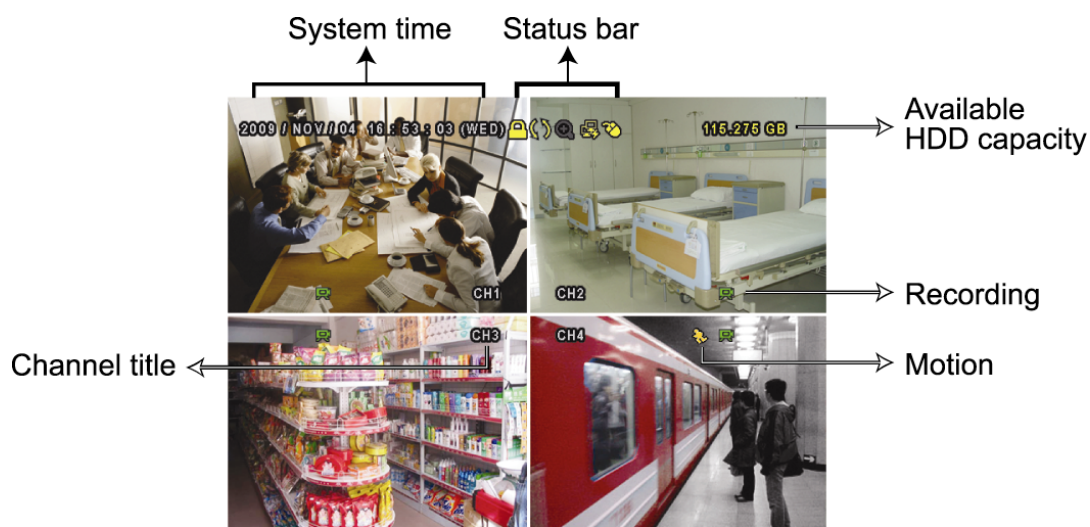 System time
Status bar
2009 / NOV / 04 16 : 53 : 03 (WED)
115.275 GB
Available
HDD capacity
CH1
CH2
Recording
CH3
CH4
Channel title
Motion